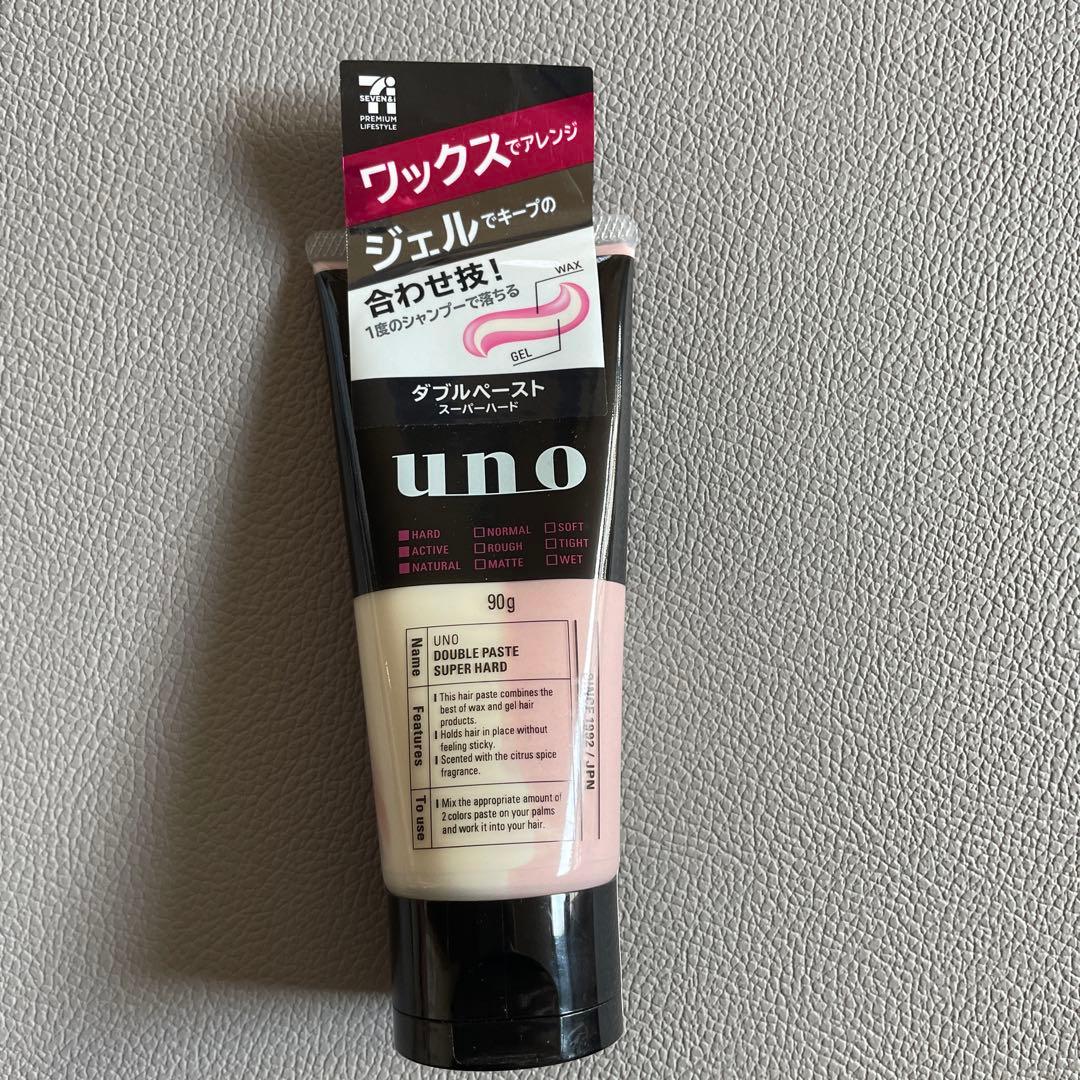 SEVEN&i
PREMIUM
LIFESTYLE
ワックスでアレンジ
ジェルでキープの
合わせ技!
1度のシャンプーで落ちる
WAX
GEL
ダブルペースト
スーパーハード
uno
HARD NORMAL SOFT
ACTIVE ROUGH TIGHT
NATURAL MATTE WET
90g
Name
UNO
DOUBLE PASTE
SUPER HARD
Features
This hair paste combines the
best of wax and gel hair
products.
Holds hair in place without
feeling sticky.
Scented with the citrus spice
fragrance.
To use
Mix the appropriate amount of
2 colors paste on your palms
and work it into your hair.
SINCE 1992 / JPN